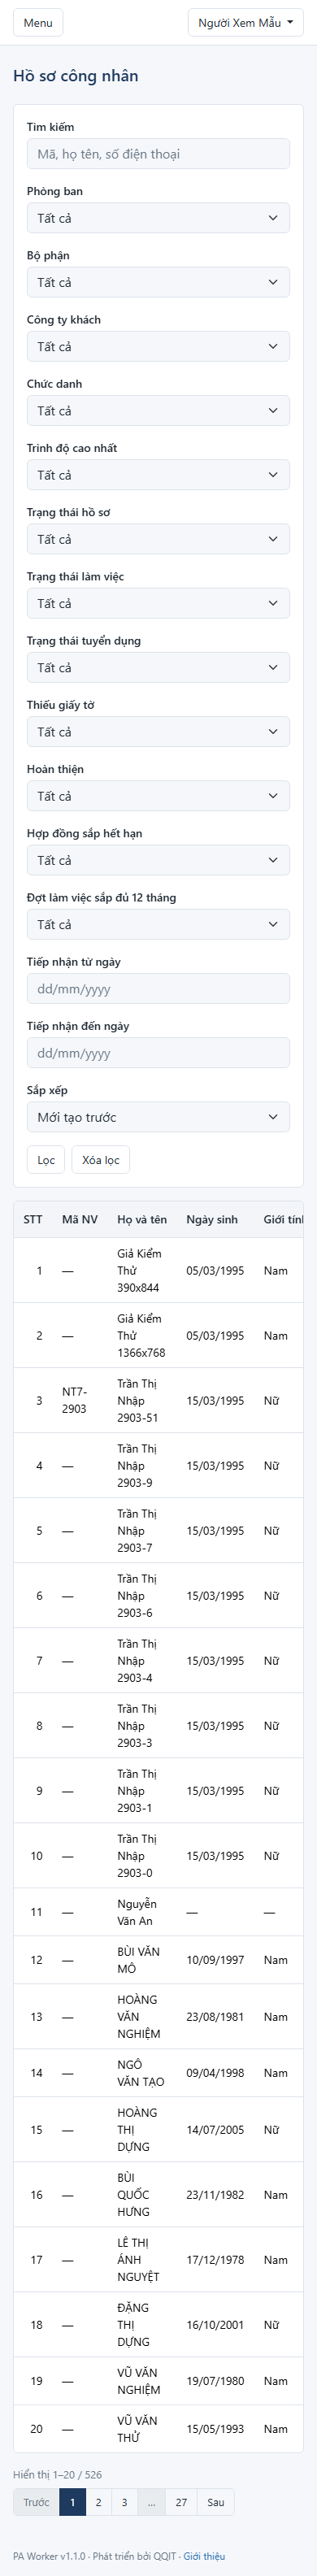 Menu
Người Xem Mẫu
Hồ sơ công nhân
Tìm kiếm
Mã, họ tên, số điện thoại
Phòng ban
Tất cả
Bộ phận
Tất cả
Công ty khách
Tất cả
Chức danh
Tất cả
Trình độ cao nhất
Tất cả
Trạng thái hồ sơ
Tất cả
Trạng thái làm việc
Tất cả
Trạng thái tuyển dụng
Tất cả
Thiếu giấy tờ
Tất cả
Hoàn thiện
Tất cả
Hợp đồng sắp hết hạn
Tất cả
Đợt làm việc sắp đủ 12 tháng
Tất cả
Tiếp nhận từ ngày
dd/mm/yyyy
Tiếp nhận đến ngày
dd/mm/yyyy
Sắp xếp
Mới tạo trước
Lọc Xóa lọc
STT Mã NV Họ và tên Ngày sinh Giới tính
1 — Giả Kiểm Thử 390x844 05/03/1995 Nam
2 — Giả Kiểm Thử 1366x768 05/03/1995 Nam
3 NT7-2903 Trần Thị Nhập 2903-51 15/03/1995 Nữ
4 — Trần Thị Nhập 2903-9 15/03/1995 Nữ
5 — Trần Thị Nhập 2903-7 15/03/1995 Nữ
6 — Trần Thị Nhập 2903-6 15/03/1995 Nữ
7 — Trần Thị Nhập 2903-4 15/03/1995 Nữ
8 — Trần Thị Nhập 2903-3 15/03/1995 Nữ
9 — Trần Thị Nhập 2903-1 15/03/1995 Nữ
10 — Trần Thị Nhập 2903-0 15/03/1995 Nữ
11 — Nguyễn Văn An — —
12 — BÙI VĂN MÔ 10/09/1997 Nam
13 — HOÀNG VĂN NGHIỆM 23/08/1981 Nam
14 — NGÔ VĂN TẠO 09/04/1998 Nam
15 — HOÀNG THỊ DỰNG 14/07/2005 Nữ
16 — BÙI QUỐC HƯNG 23/11/1982 Nam
17 — LÊ THỊ ÁNH NGUYỆT 17/12/1978 Nam
18 — ĐẶNG THỊ DỰNG 16/10/2001 Nữ
19 — VŨ VĂN NGHIỆM 19/07/1980 Nam
20 — VŨ VĂN THỨ 15/05/1993 Nam
Hiển thị 1–20 / 526
Trước 1 2 3 … 27 Sau
PA Worker v1.1.0 · Phát triển bởi QQIT · Giới thiệu